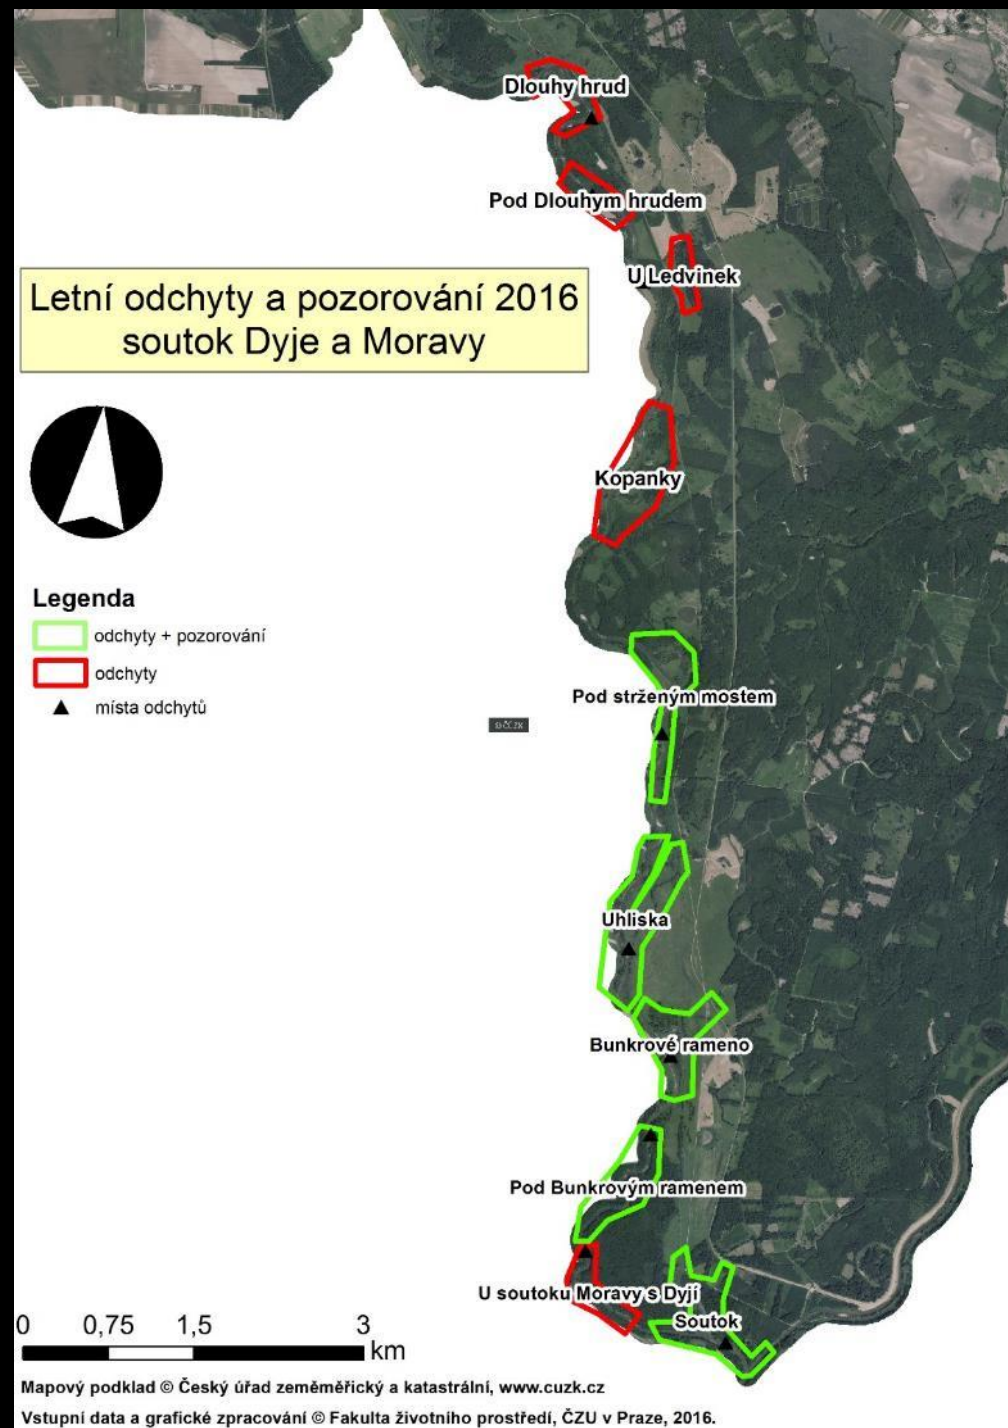 Dlouhy hrud
Pod Dlouhym hrudem
U Ledvinek
Letní odchyty a pozorování 2016
soutok Dyje a Moravy
Kopanky
Legenda
odchyty + pozorování
odchyty
místa odchytů
Pod strženým mostem
Uhliska
Bunkrové rameno
Pod Bunkrovým ramenem
U soutoku Moravy s Dyjí
Soutok
0 0,75 1,5 3
km
Mapový podklad © Český úřad zeměměřický a katastrální, www.cuzk.cz
Vstupní data a grafické zpracování © Fakulta životního prostředí, ČZU v Praze, 2016.